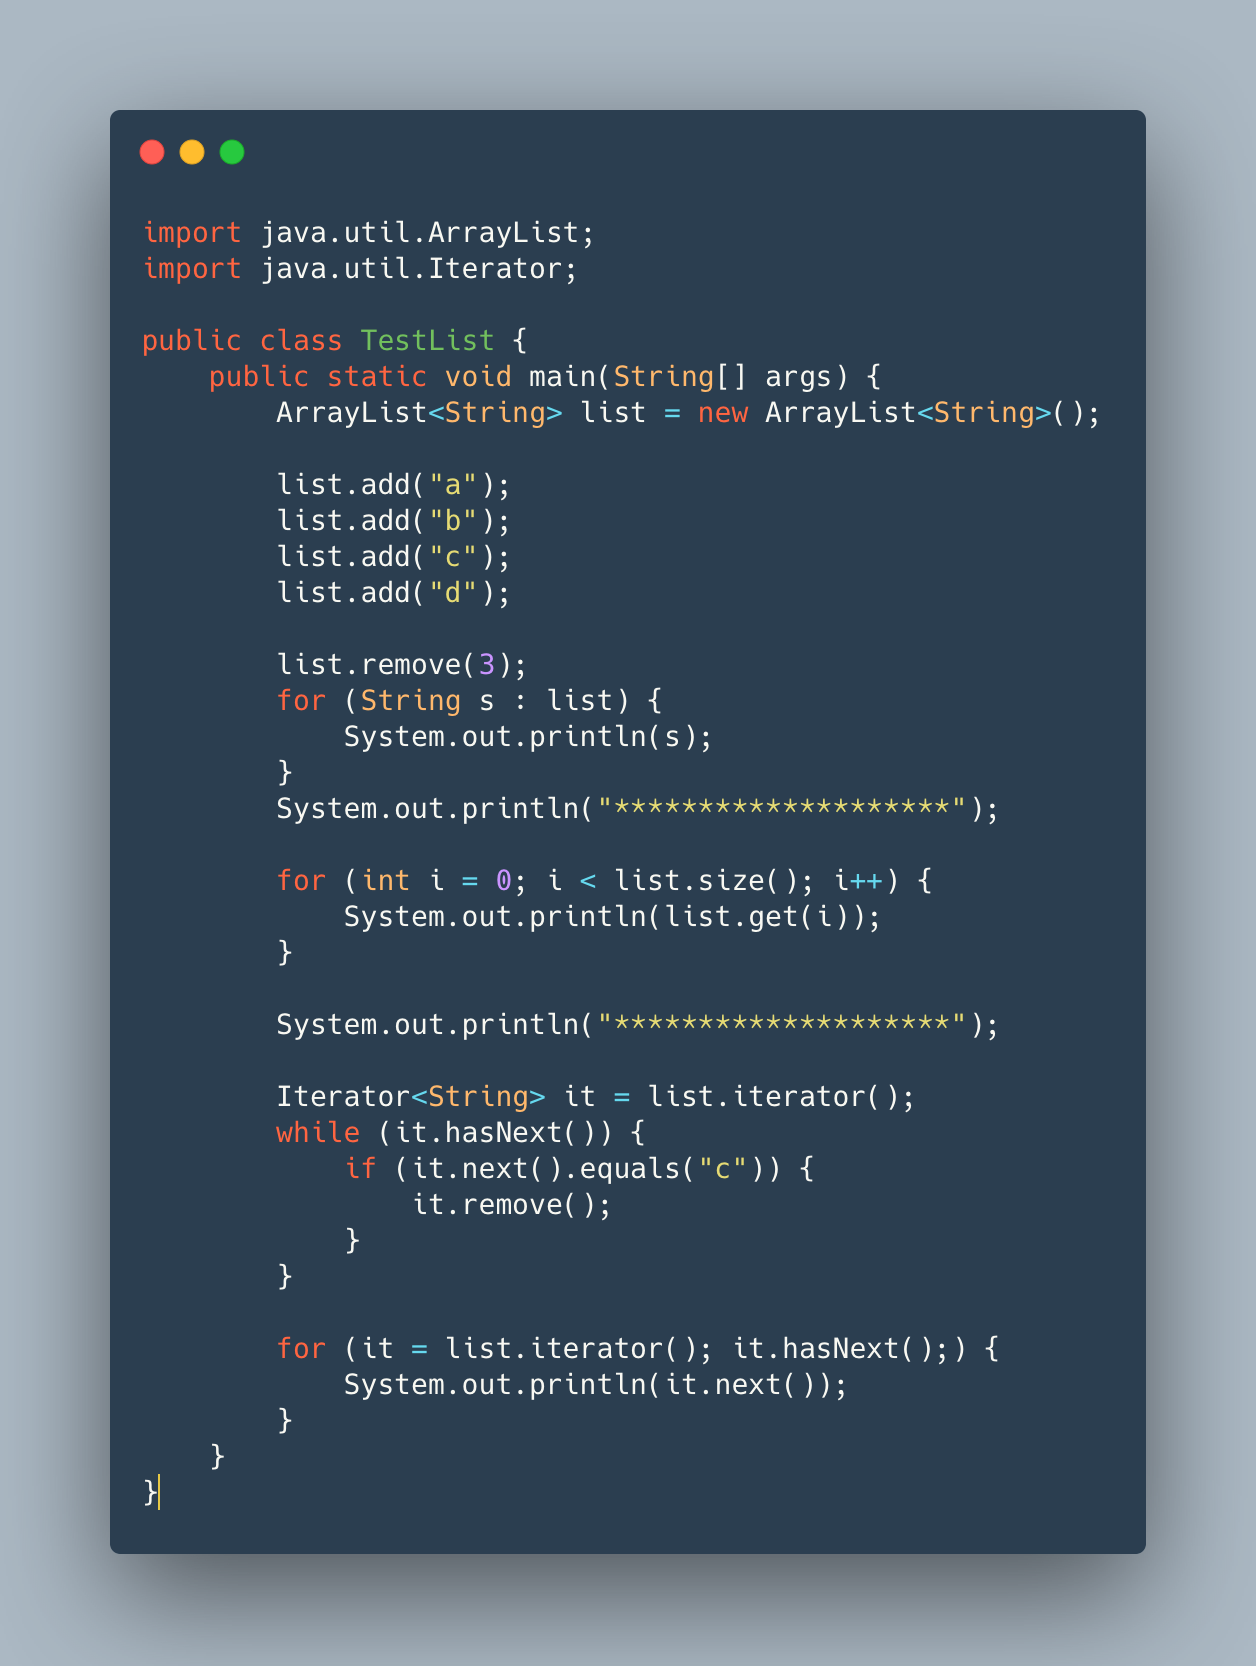 import java.util.ArrayList;
import java.util.Iterator;

public class TestList {
    public static void main(String[] args) {
        ArrayList<String> list = new ArrayList<String>();

        list.add("a");
        list.add("b");
        list.add("c");
        list.add("d");

        list.remove(3);
        for (String s : list) {
            System.out.println(s);
        }
        System.out.println("********************");

        for (int i = 0; i < list.size(); i++) {
            System.out.println(list.get(i));
        }

        System.out.println("********************");

        Iterator<String> it = list.iterator();
        while (it.hasNext()) {
            if (it.next().equals("c")) {
                it.remove();
            }
        }

        for (it = list.iterator(); it.hasNext();) {
            System.out.println(it.next());
        }
    }
}